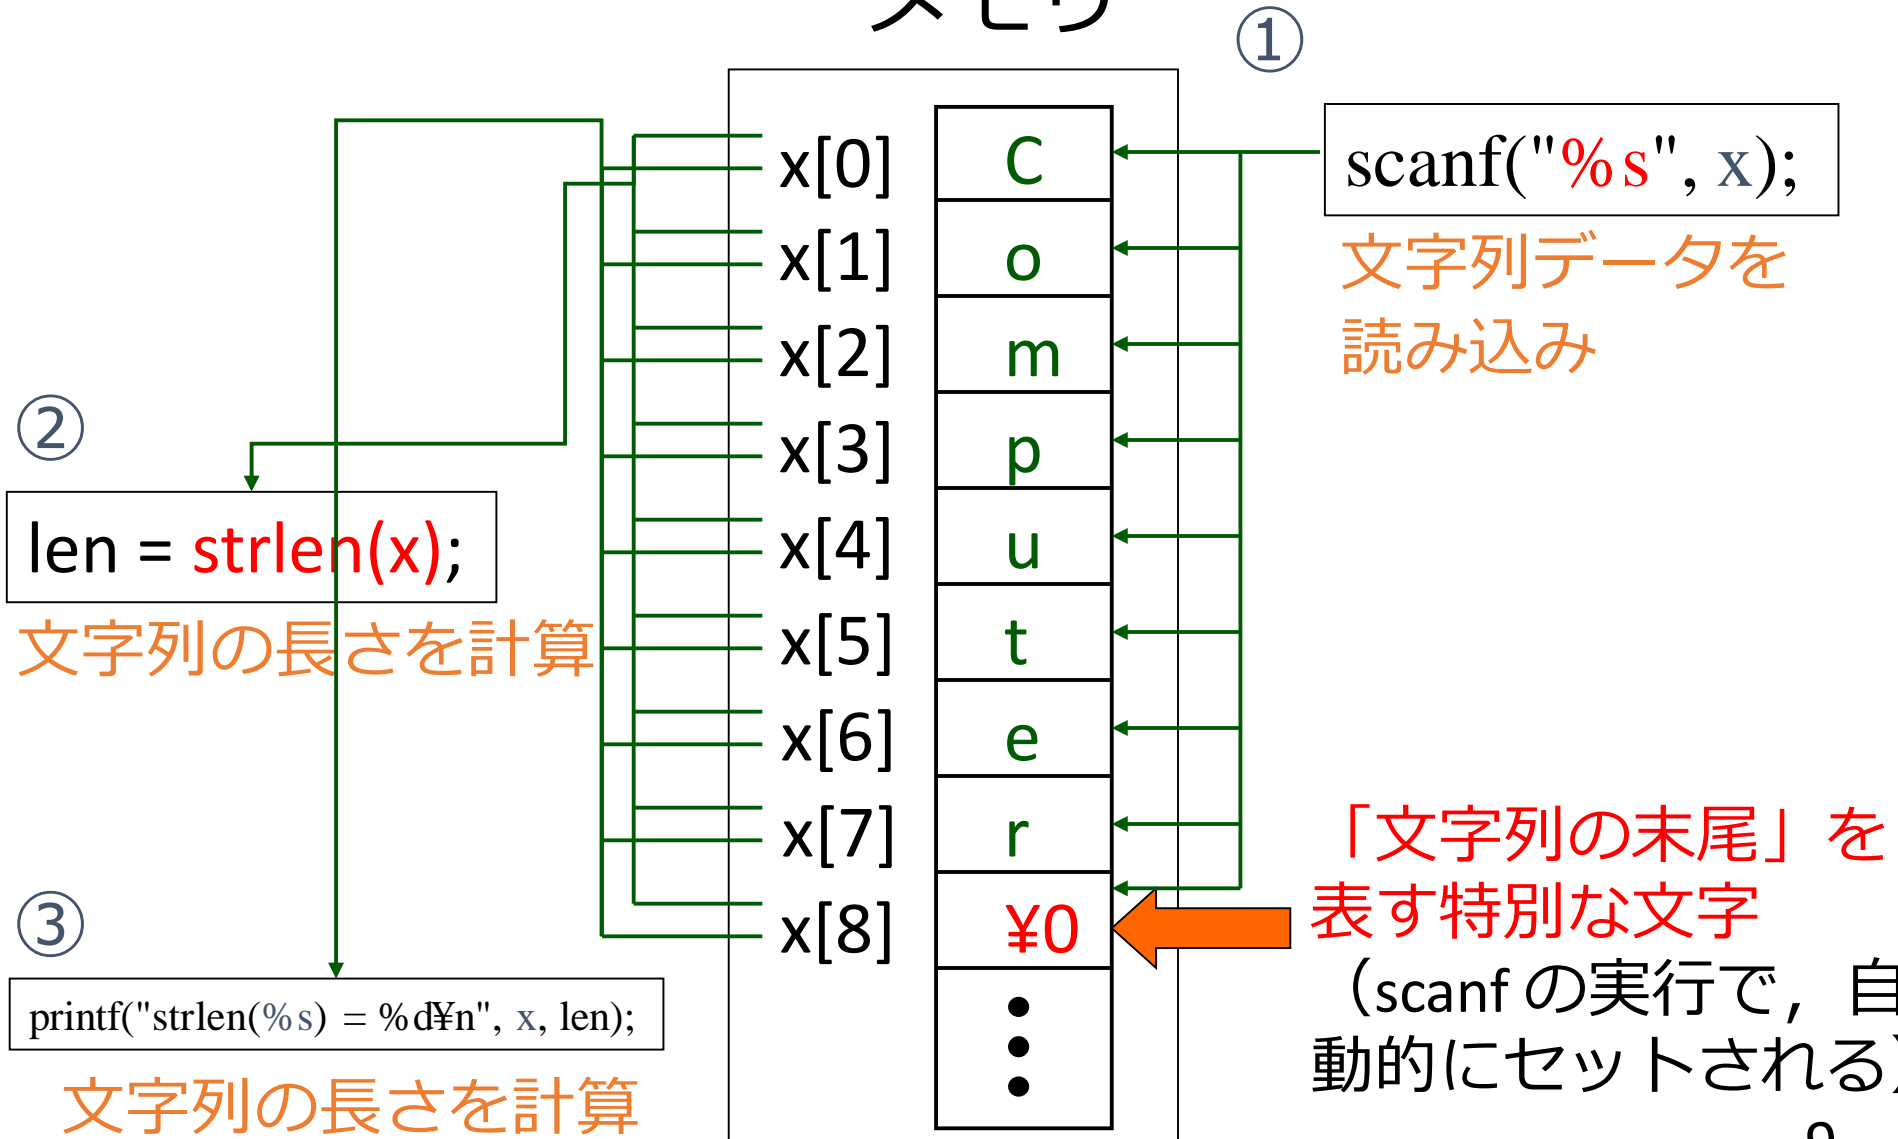 メモリ
①
scanf("%s", x);
文字列データを
読み込み
x[0] C
x[1] o
x[2] m
x[3] p
x[4] u
x[5] t
x[6] e
x[7] r
x[8] ¥0
②
len = strlen(x);
文字列の長さを計算
③
printf("strlen(%s) = %d¥n", x, len);
文字列の長さを計算
「文字列の末尾」を
表す特別な文字
（scanf の実行で，自
動的にセットされる）